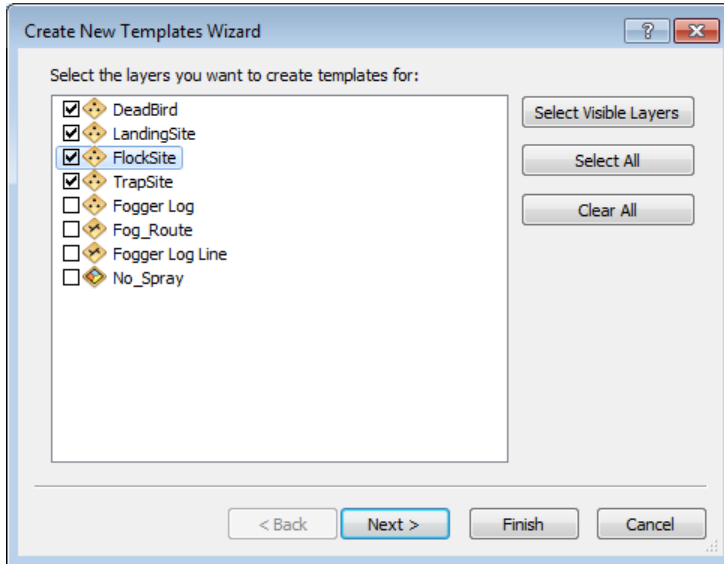 Create New Templates Wizard
Select the layers you want to create templates for:
DeadBird
LandingSite
FlockSite
TrapSite
Fogger Log
Fog_Route
Fogger Log Line
No_Spray
Select Visible Layers
Select All
Clear All
< Back
Next >
Finish
Cancel